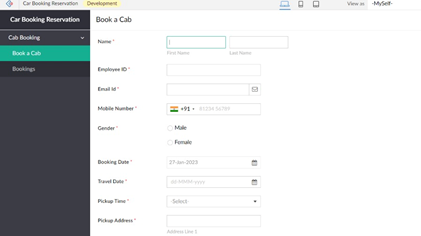 Car Booking Reservation Development View as -MySelf-
Car Booking Reservation
Book a Cab
Cab Booking
Book a Cab
Bookings
Name *
First Name Last Name
Employee ID *
Email Id *
Mobile Number * +91 81234 56789
Gender * Male
Female
Booking Date * 27-Jan-2023
Travel Date * dd-MMM-yyyy
Pickup Time * -Select-
Pickup Address *
Address Line 1